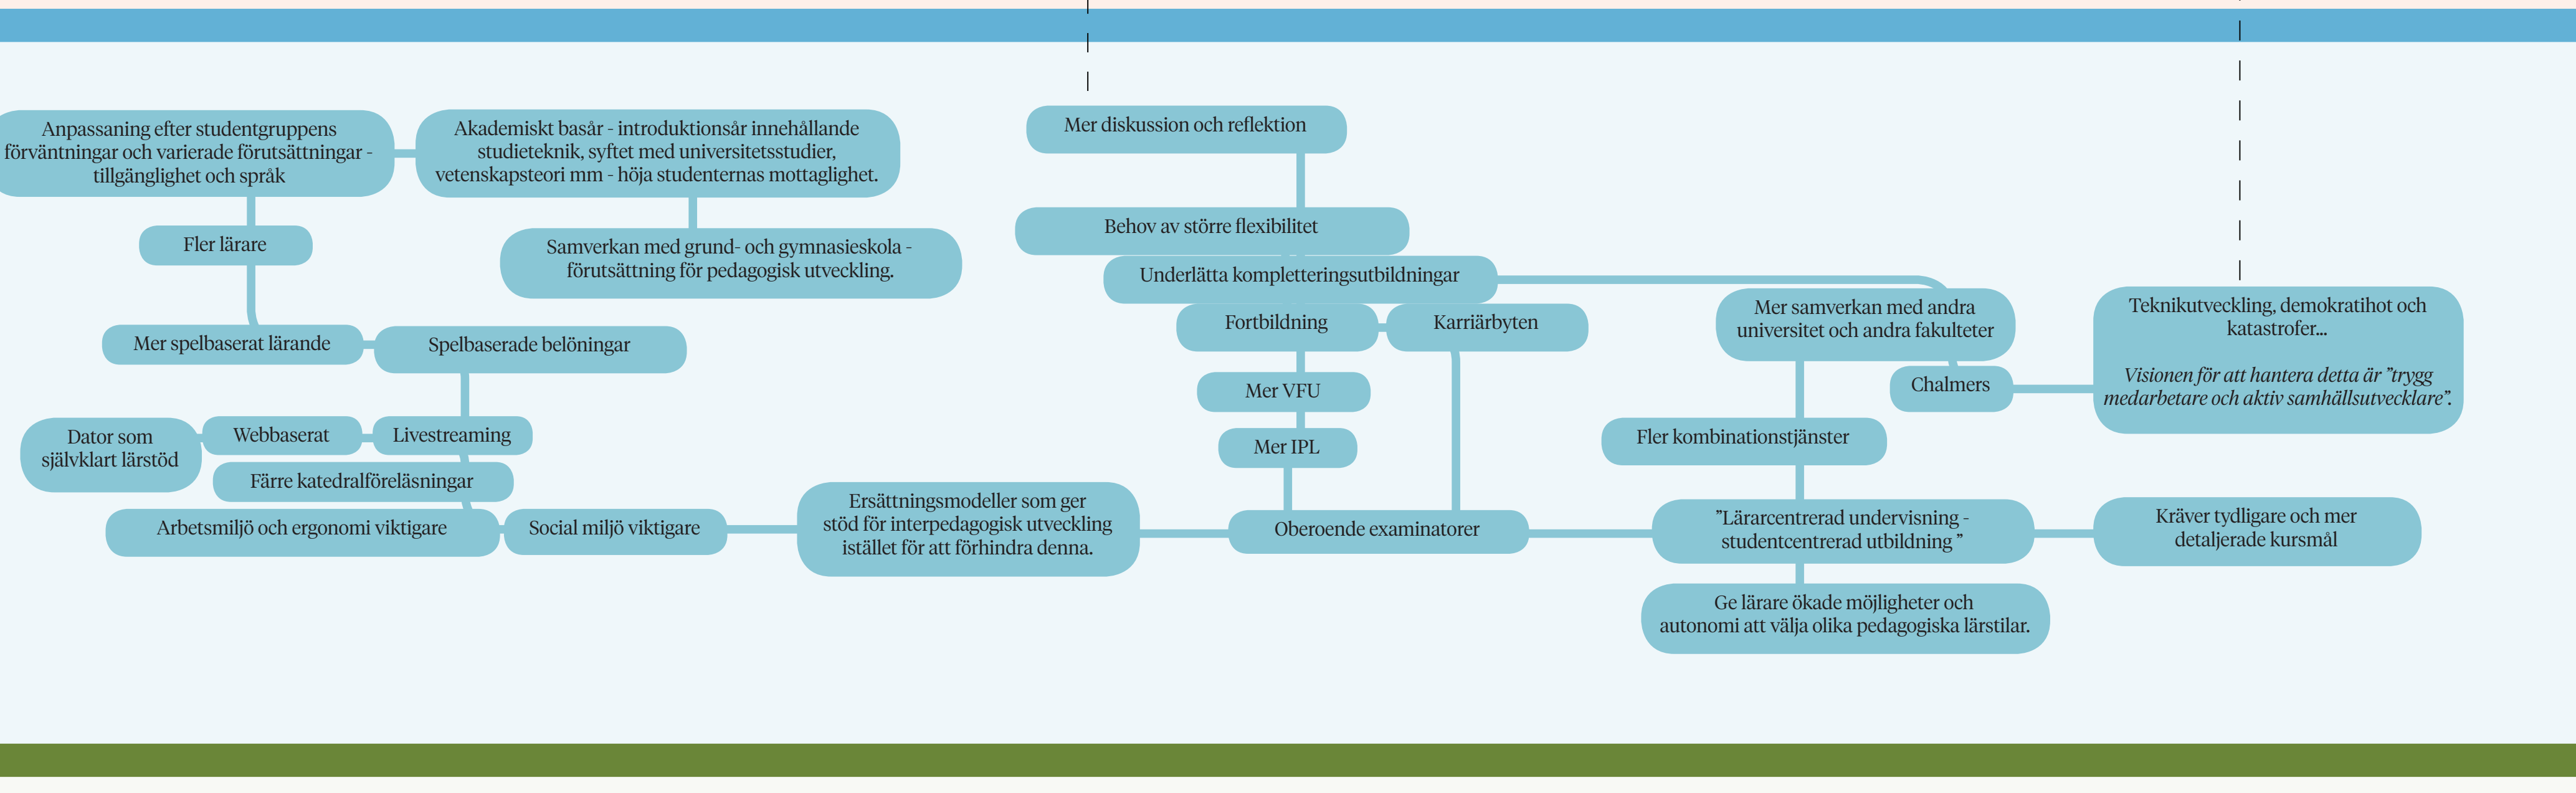 Anpassaning efter studentgruppens
förväntningar och varierade förutsättningar -
tillgänglighet och språk
Akademiskt basår - introduktionsår innehållande
studieteknik, syftet med universitetsstudier,
vetenskapsteori mm - höja studenternas mottaglighet.
Fler lärare
Samverkan med grund- och gymnasieskola -
förutsättning för pedagogisk utveckling.
Mer spelbaserat lärande
Spelbaserade belöningar
Dator som
självklart lärstöd
Webbaserat
Livestreaming
Färre katedralföreläsningar
Arbetsmiljö och ergonomi viktigare
Social miljö viktigare
Ersättningsmodeller som ger
stöd för interpedagogisk utveckling
istället för att förhindra denna.
Mer diskussion och reflektion
Behov av större flexibilitet
Underlätta kompletteringsutbildningar
Fortbildning
Karriärbyten
Mer VFU
Mer IPL
Oberoende examinatorer
Mer samverkan med andra
universitet och andra fakulteter
Chalmers
Teknikutveckling, demokratihot och
katastrofer...
Visionen för att hantera detta är ”trygg
medarbetare och aktiv samhällsutvecklare”.
Fler kombinationstjänster
”Lärarcentrerad undervisning -
studentcentrerad utbildning ”
Kräver tydligare och mer
detaljerade kursmål
Ge lärare ökade möjligheter och
autonomi att välja olika pedagogiska lärstilar.